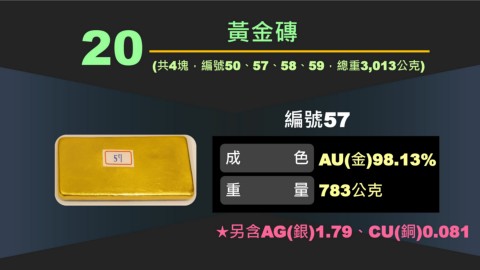 20
黃金磚
(共4塊，編號50、57、58、59，總重3,013公克)
編號57
57
成色 AU(金)98.13%
重量 783公克
★另含AG(銀)1.79、CU(銅)0.081